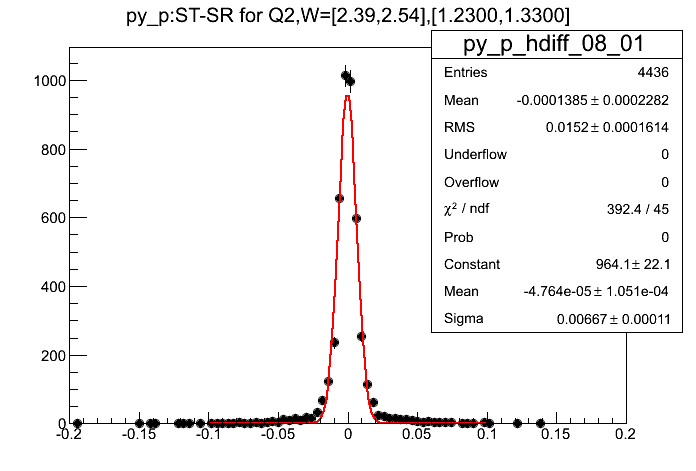 py_p:ST-SR for Q2,W=[2.39,2.54],[1.2300,1.3300]
py_p_hdiff_08_01
Entries 4436
Mean -0.0001385 ± 0.0002282
RMS 0.0152 ± 0.0001614
Underflow 0
Overflow 0
χ² / ndf 392.4 / 45
Prob 0
Constant 964.1 ± 22.1
Mean -4.764e-05 ± 1.051e-04
Sigma 0.00667 ± 0.00011
1000
800
600
400
200
0
-0.2 -0.15 -0.1 -0.05 0 0.05 0.1 0.15 0.2